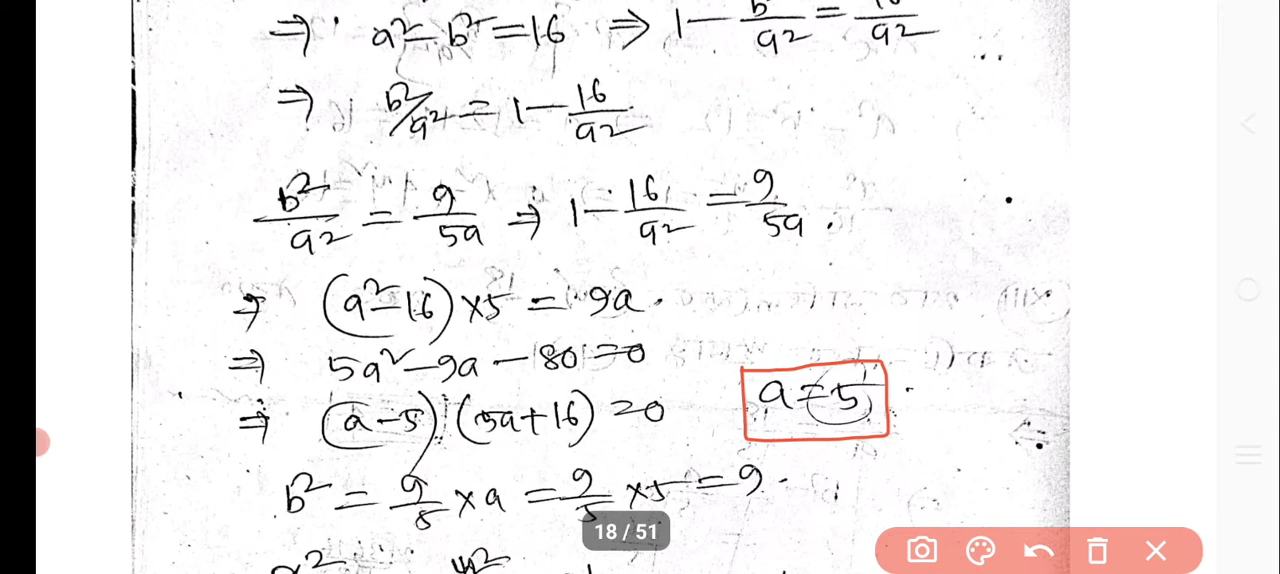 ⇒ a² - b² = 16 ⇒ 1 - b²/a² = 16/a²
⇒ b²/a² = 1 - 16/a²
b²/a² = 9/5a ⇒ 1 - 16/a² = 9/5a.
⇒ (a² - 16) × 5 = 9a.
⇒ 5a² - 9a - 80 = 0
⇒ (a - 5) (5a + 16) = 0 a = 5
b² = 9/5 × a = 9/5 × 5 = 9.
18 / 51